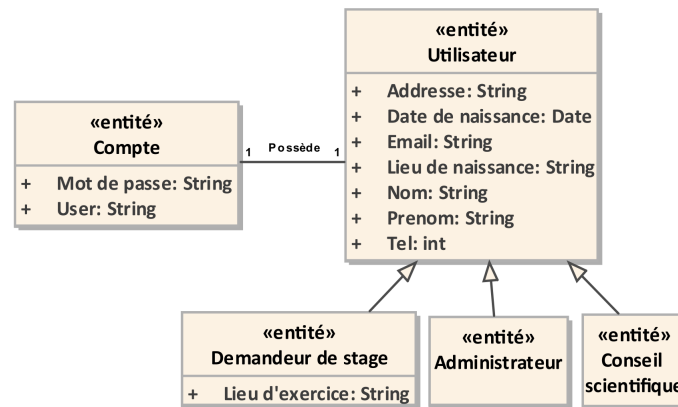 «entité»
Utilisateur
+ Addresse: String
+ Date de naissance: Date
+ Email: String
+ Lieu de naissance: String
+ Nom: String
+ Prenom: String
+ Tel: int
«entité»
Compte
+ Mot de passe: String
+ User: String
1 Possède 1
«entité»
Demandeur de stage
+ Lieu d'exercice: String
«entité»
Administrateur
«entité»
Conseil
scientifique